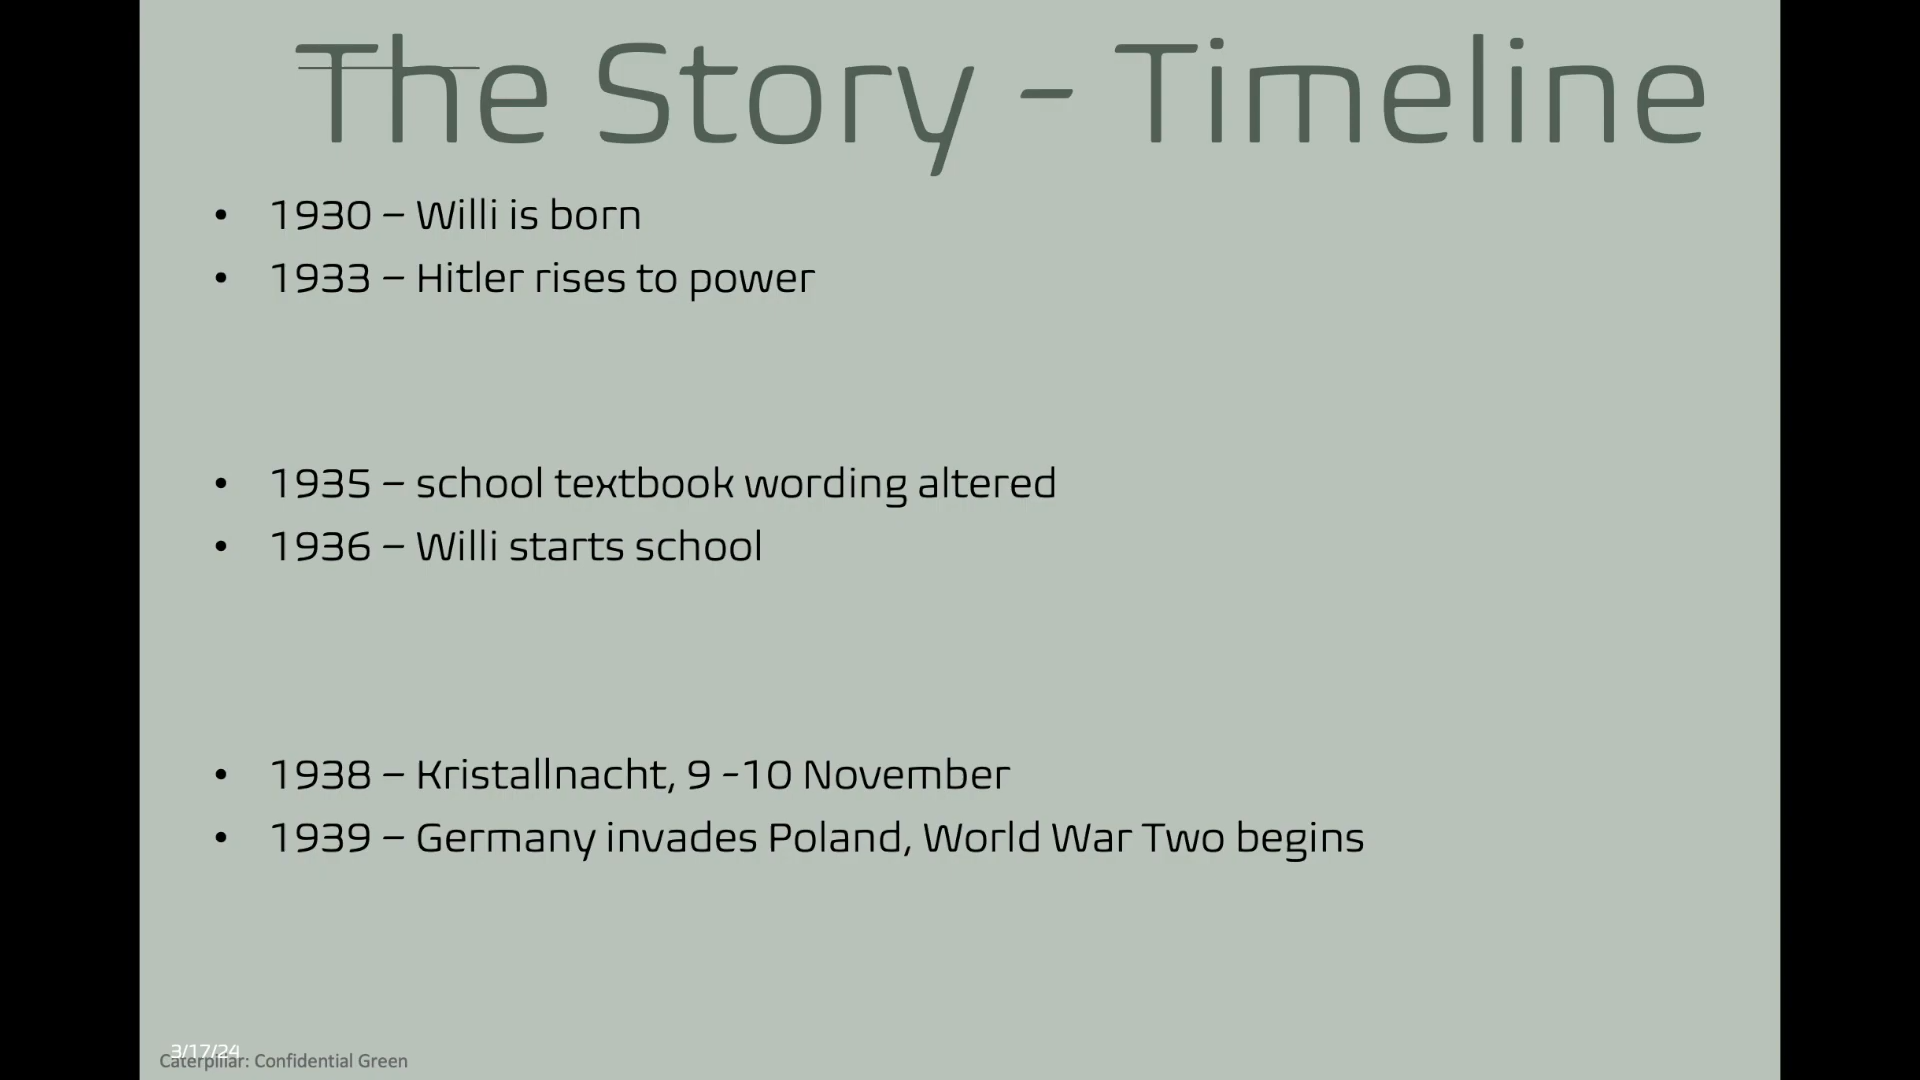 The Story - Timeline
• 1930 – Willi is born
• 1933 – Hitler rises to power
• 1935 – school textbook wording altered
• 1936 – Willi starts school
• 1938 – Kristallnacht, 9 -10 November
• 1939 – Germany invades Poland, World War Two begins
3/17/24
Caterpillar: Confidential Green